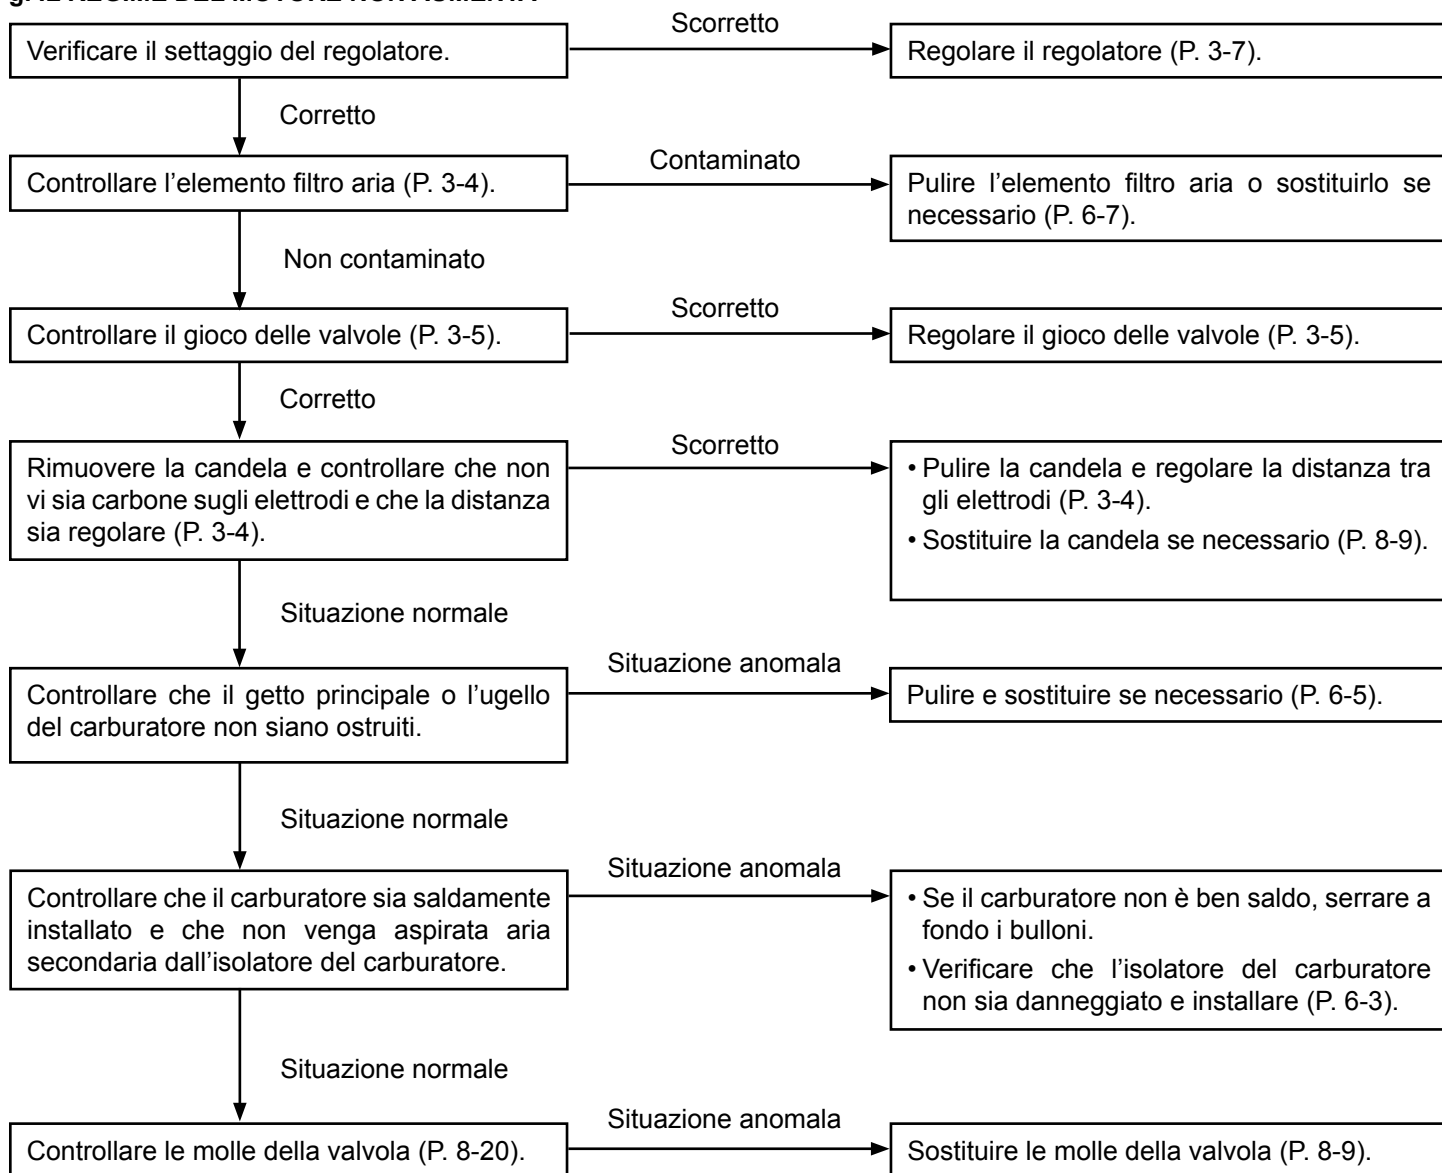 g. IL REGIME DEL MOTORE NON AUMENTA
Scorretto
Verificare il settaggio del regolatore.
Regolare il regolatore (P. 3-7).
Corretto
Contaminato
Controllare l’elemento filtro aria (P. 3-4).
Pulire l’elemento filtro aria o sostituirlo se
necessario (P. 6-7).
Non contaminato
Scorretto
Controllare il gioco delle valvole (P. 3-5).
Regolare il gioco delle valvole (P. 3-5).
Corretto
Scorretto
Rimuovere la candela e controllare che non
vi sia carbone sugli elettrodi e che la distanza
sia regolare (P. 3-4).
• Pulire la candela e regolare la distanza tra
gli elettrodi (P. 3-4).
• Sostituire la candela se necessario (P. 8-9).
Situazione normale
Situazione anomala
Controllare che il getto principale o l’ugello
del carburatore non siano ostruiti.
Pulire e sostituire se necessario (P. 6-5).
Situazione normale
Situazione anomala
Controllare che il carburatore sia saldamente
installato e che non venga aspirata aria
secondaria dall’isolatore del carburatore.
• Se il carburatore non è ben saldo, serrare a
fondo i bulloni.
• Verificare che l’isolatore del carburatore
non sia danneggiato e installare (P. 6-3).
Situazione normale
Situazione anomala
Controllare le molle della valvola (P. 8-20).
Sostituire le molle della valvola (P. 8-9).